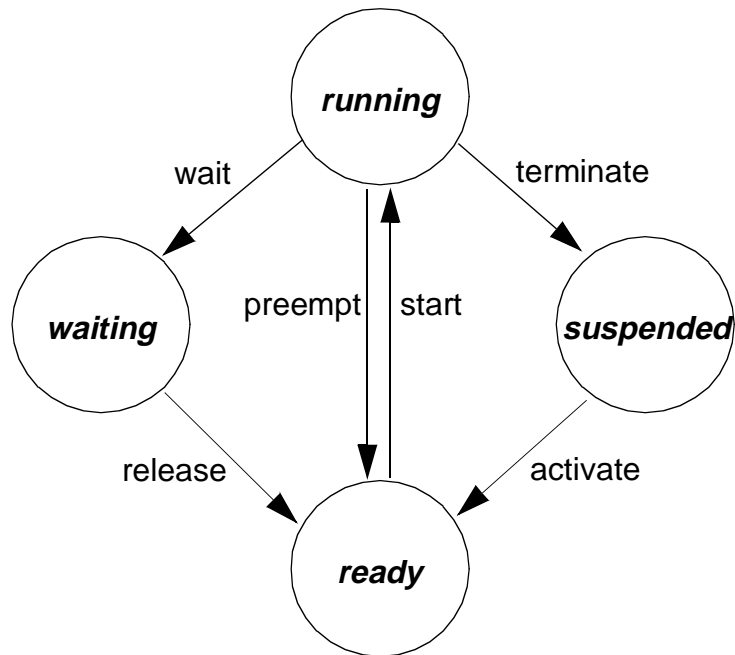 running
wait
terminate
preempt
start
waiting
suspended
release
activate
ready